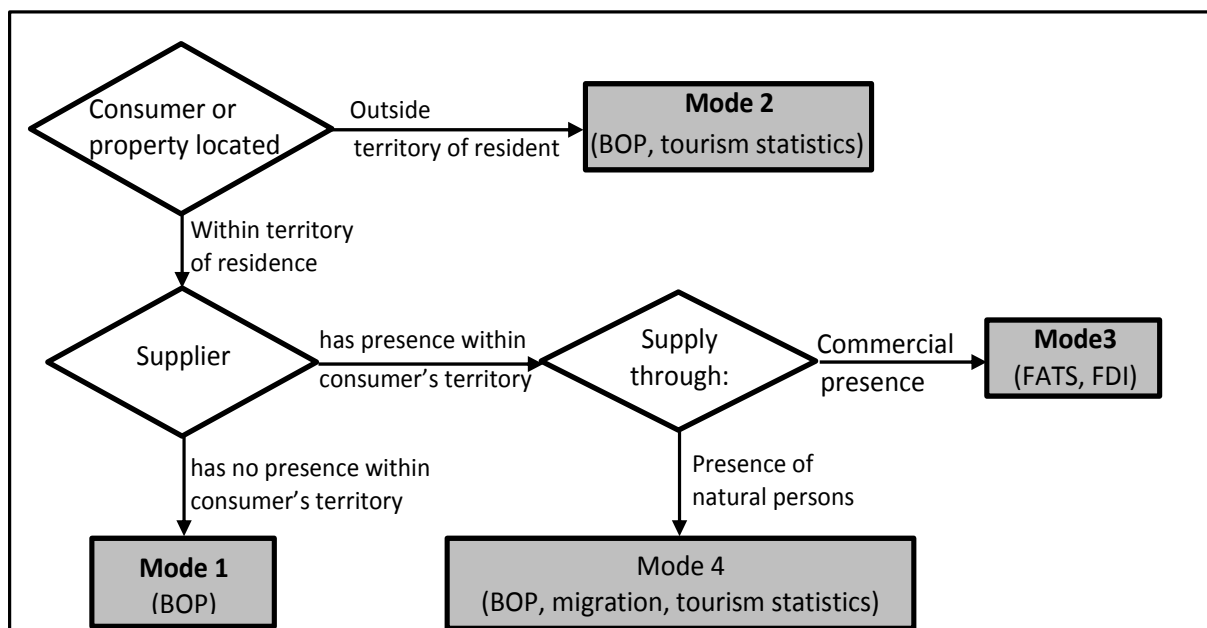 Consumer or
property located
Outside
territory of resident
Mode 2
(BOP, tourism statistics)
Within territory
of residence
Supplier
has presence within
consumer’s territory
Supply
through:
Commercial
presence
Mode3
(FATS, FDI)
has no presence within
consumer’s territory
Presence of
natural persons
Mode 1
(BOP)
Mode 4
(BOP, migration, tourism statistics)